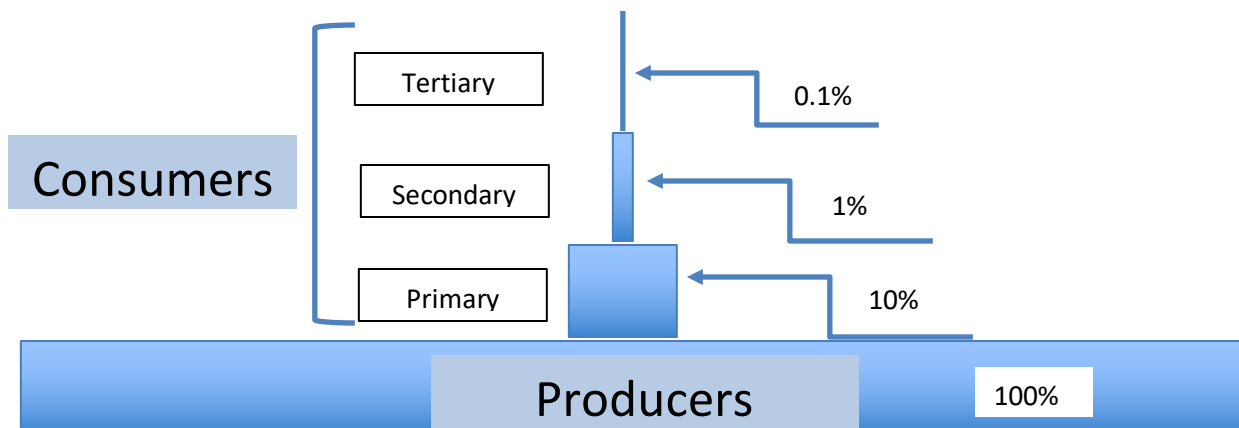 Tertiary
0.1%
Consumers
Secondary
1%
Primary
10%
Producers
100%